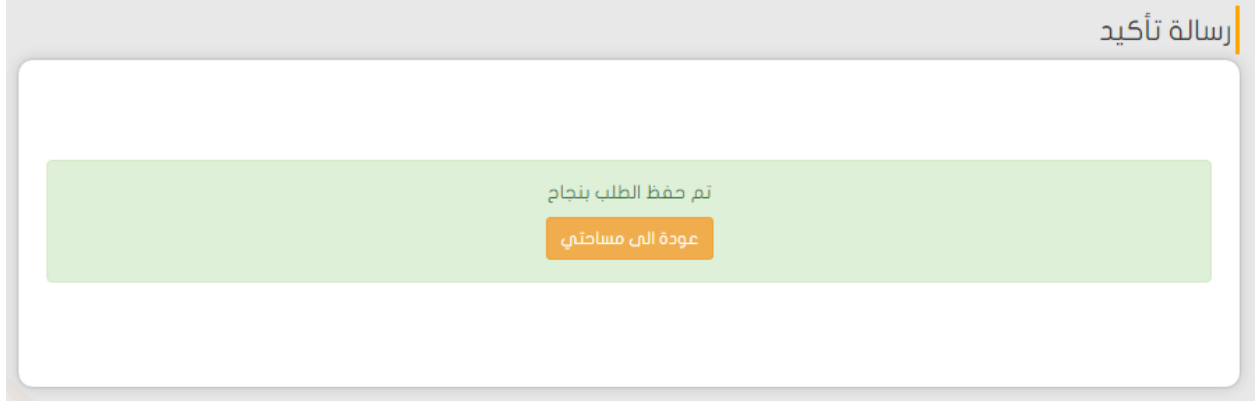 رسالة تأكيد
تم حفظ الطلب بنجاح
عودة الى مساحتي